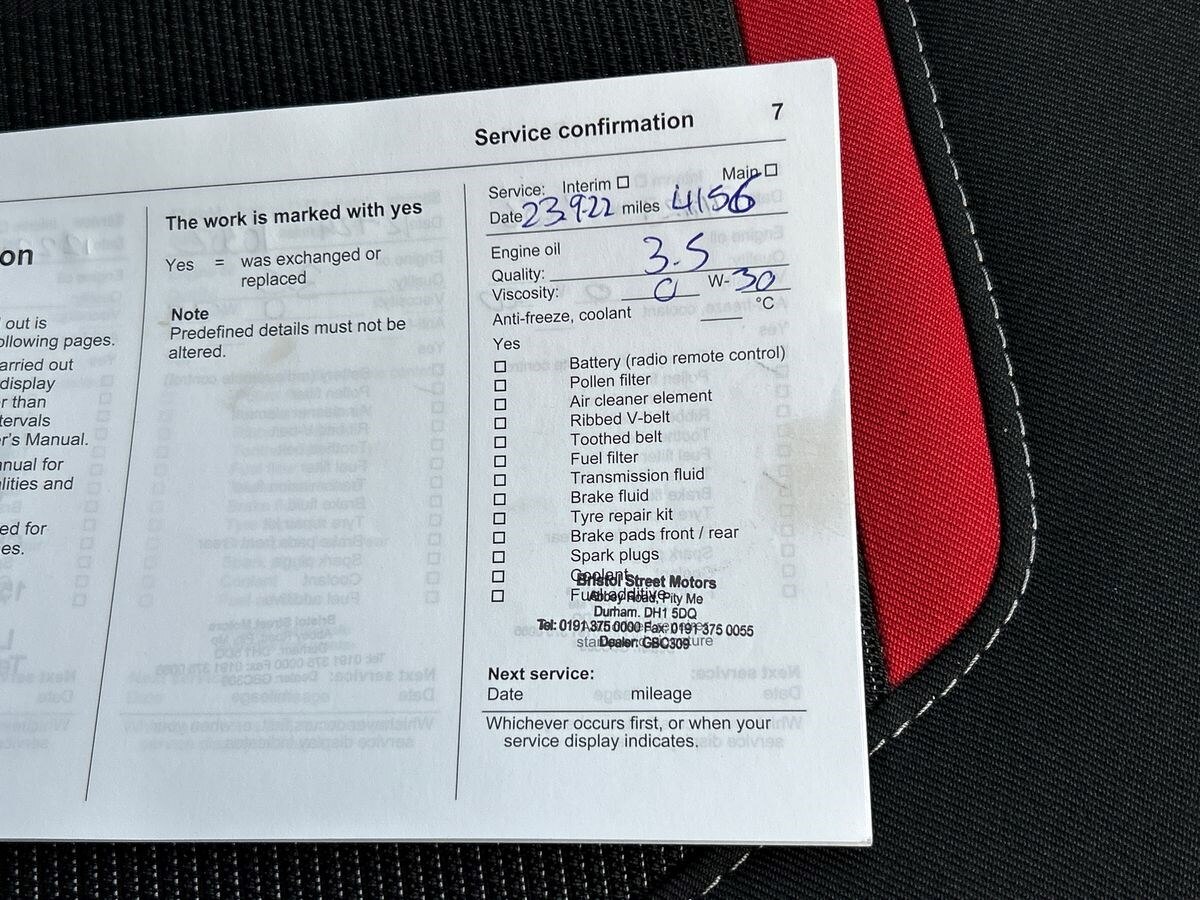 Service confirmation 7
on
out is
ollowing pages.
arried out
display
r than
tervals
r's Manual.
nual for
lities and
ed for
es.
The work is marked with yes
Yes = was exchanged or
replaced
Note
Predefined details must not be
altered.
Service: Interim ☐ Main ☐
Date 23.9.22 miles 4156
Engine oil
Quality: 3.5
Viscosity: 0 W-30
Anti-freeze, coolant °C
Yes
☐ Battery (radio remote control)
☐ Pollen filter
☐ Air cleaner element
☐ Ribbed V-belt
☐ Toothed belt
☐ Fuel filter
☐ Transmission fluid
☐ Brake fluid
☐ Tyre repair kit
☐ Brake pads front / rear
☐ Spark plugs
☐ Coolant
☐ Fuel additive
Bristol Street Motors
Abbey Road, Pity Me
Durham. DH1 5DQ
Tel: 0191 375 0000 Fax: 0191 375 0055
Dealer: GBC309
Next service:
Date mileage
Whichever occurs first, or when your
service display indicates.